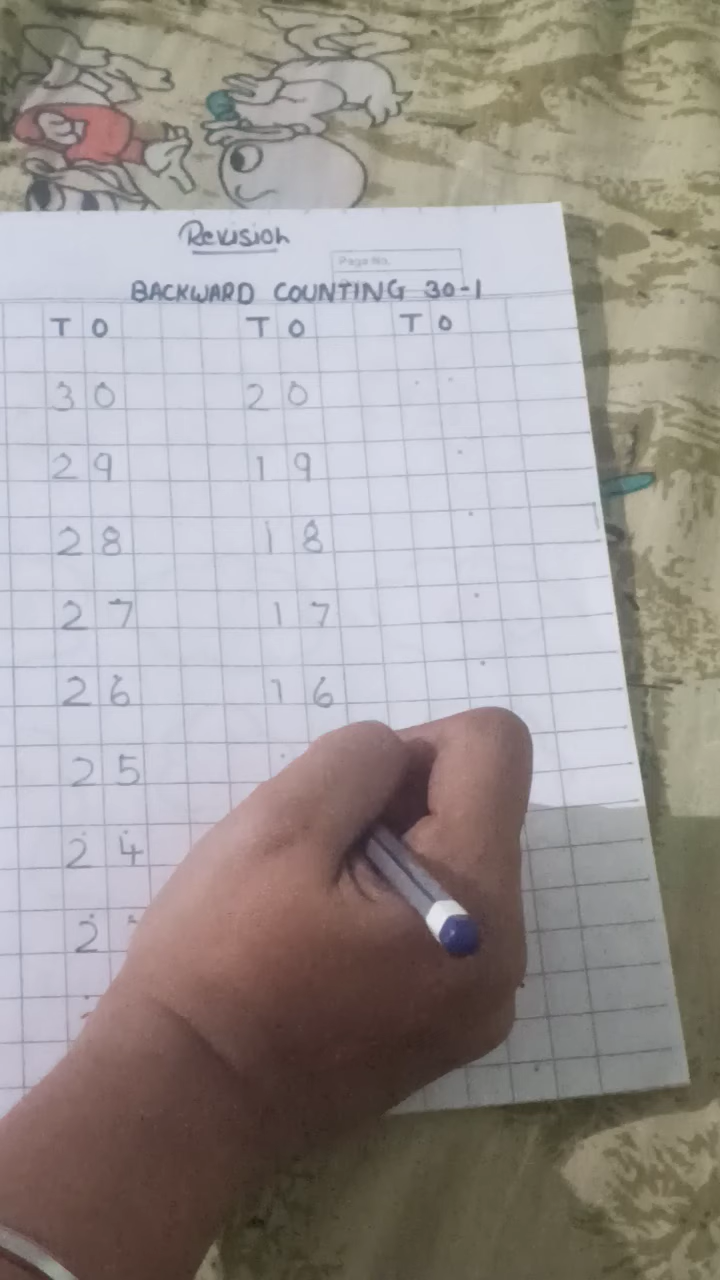 Revision
Page No.
BACKWARD COUNTING 30-1
T O T O T O
3 0 2 0
2 9 1 9
2 8 1 8
2 7 1 7
2 6 1 6
2 5
2 4
2